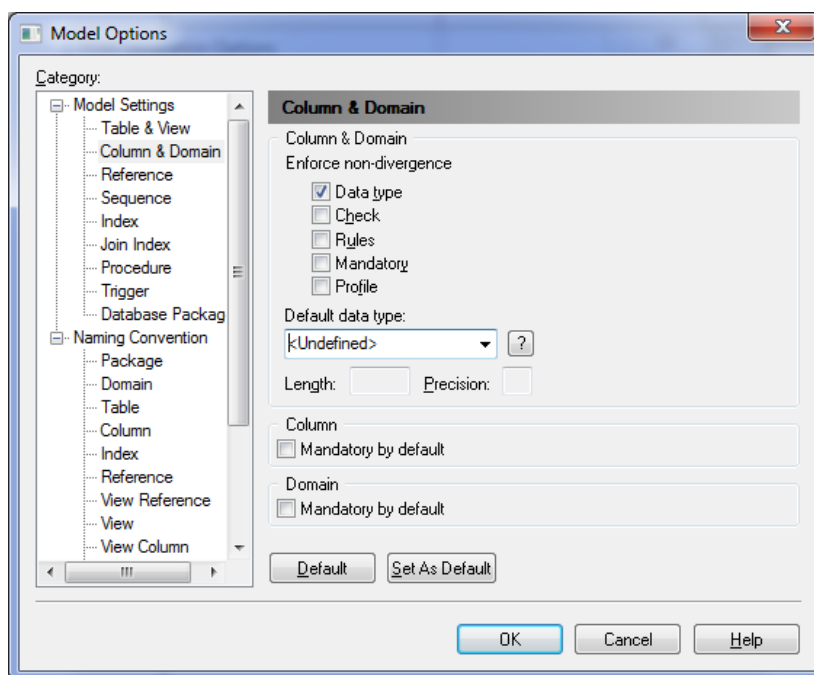 Model Options
Category:
Model Settings
Table & View
Column & Domain
Reference
Sequence
Index
Join Index
Procedure
Trigger
Database Packag
Naming Convention
Package
Domain
Table
Column
Index
Reference
View Reference
View
View Column
Column & Domain
Column & Domain
Enforce non-divergence
Data type
Check
Rules
Mandatory
Profile
Default data type:
<Undefined>
?
Length: Precision:
Column
Mandatory by default
Domain
Mandatory by default
Default Set As Default
OK Cancel Help